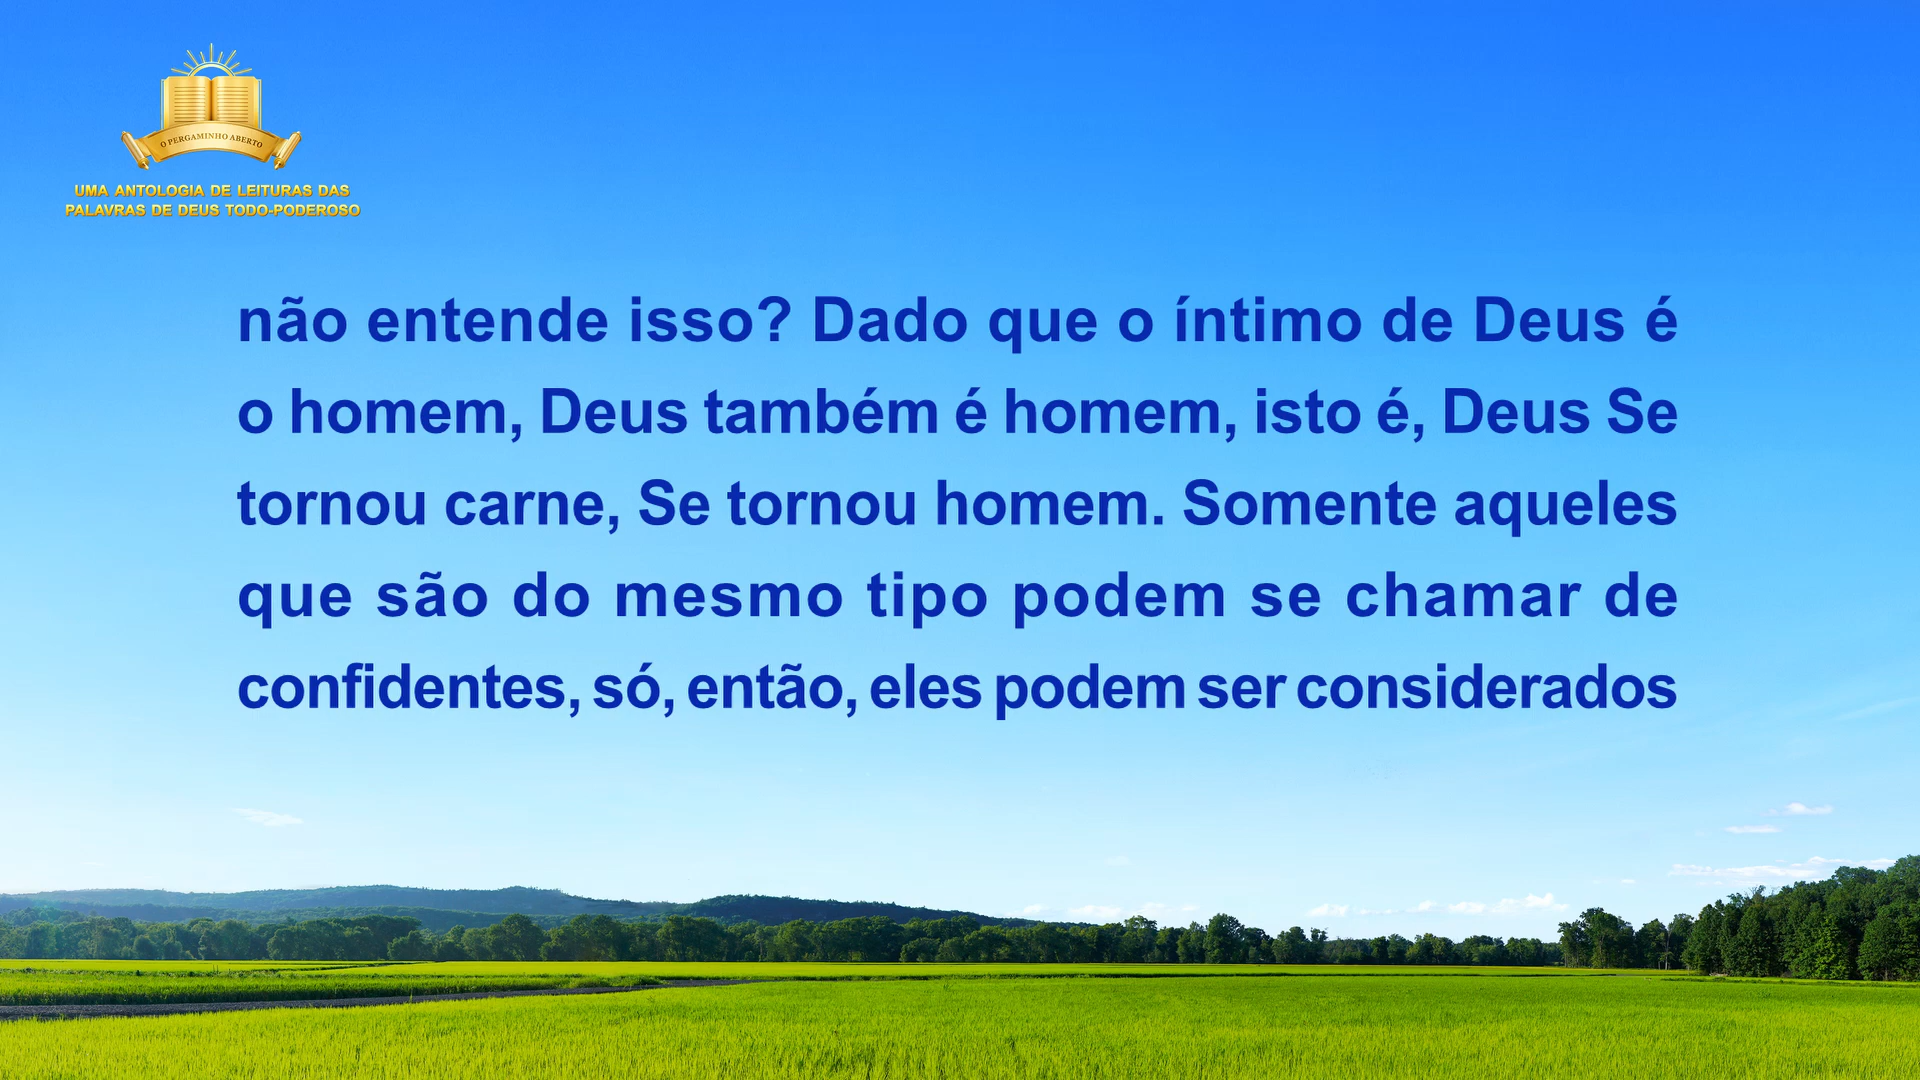 O PERGAMINHO ABERTO
UMA ANTOLOGIA DE LEITURAS DAS
PALAVRAS DE DEUS TODO-PODEROSO
não entende isso? Dado que o íntimo de Deus é
o homem, Deus também é homem, isto é, Deus Se
tornou carne, Se tornou homem. Somente aqueles
que são do mesmo tipo podem se chamar de
confidentes, só, então, eles podem ser considerados